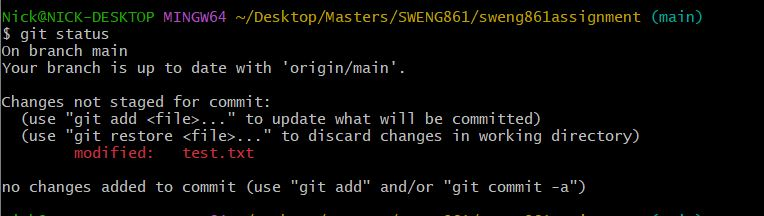 Nick@NICK-DESKTOP MINGW64 ~/Desktop/Masters/SWENG861/sweng861assignment (main)
$ git status
On branch main
Your branch is up to date with 'origin/main'.

Changes not staged for commit:
  (use "git add <file>..." to update what will be committed)
  (use "git restore <file>..." to discard changes in working directory)
        modified:   test.txt

no changes added to commit (use "git add" and/or "git commit -a")